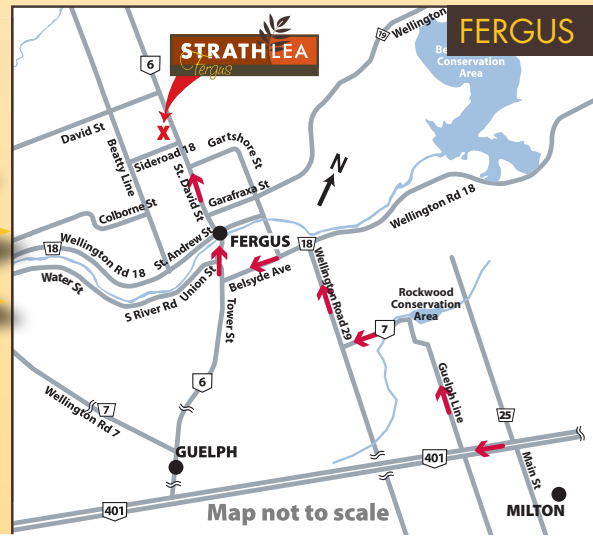 FERGUS
Wellington
19
Be
Conservation
Area
STRATHLEA
Fergus
6
X
David St
Beatty Line
Sideroad 18
Gartshore St
St. David St
Garafraxa St
N
Colborne St
Wellington Rd 18
18
Wellington Rd 18
St. Andrew St
FERGUS
18
Water St
S River Rd
Union St
Belsyde Ave
Tower St
Wellington Road 29
Rockwood
Conservation
Area
7
6
Guelph Line
7
Wellington Rd 7
25
GUELPH
401
Main St
401
Map not to scale
MILTON